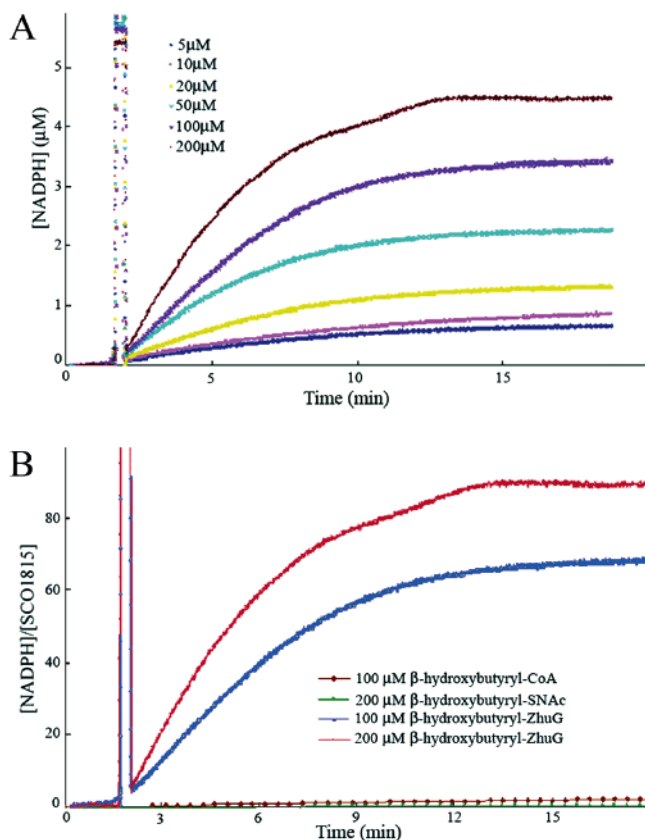 A
5
4
3
2
1
0
[NADPH] (μM)
5μM
10μM
20μM
50μM
100μM
200μM
0
5
10
15
Time (min)
B
80
60
40
20
0
[NADPH]/[SCO1815]
100 μM β-hydroxybutyryl-CoA
200 μM β-hydroxybutyryl-SNAc
100 μM β-hydroxybutyryl-ZhuG
200 μM β-hydroxybutyryl-ZhuG
0
3
6
9
12
15
Time (min)